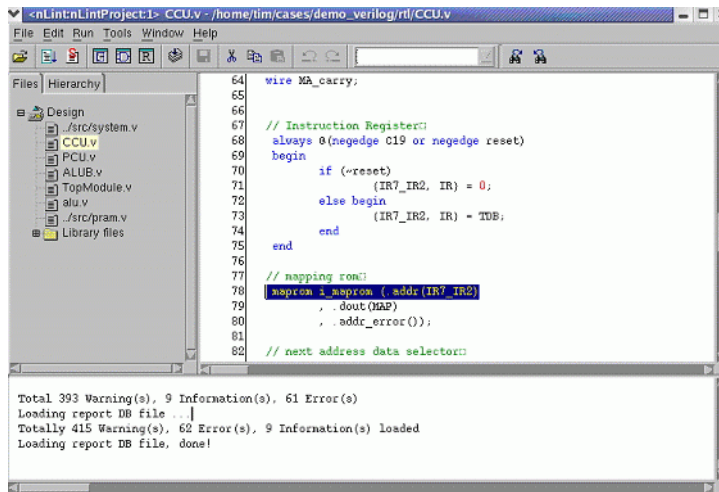 <nLint:nLintProject:1> CCU.v - /home/tim/cases/demo_verilog/rtl/CCU.v
File Edit Run Tools Window Help
Files Hierarchy
Design
../src/system.v
CCU.v
PCU.v
ALUB.v
TopModule.v
alu.v
../src/pram.v
Library files
64 wire MA_carry;
65
66
67 // Instruction Register
68 always @(negedge C19 or negedge reset)
69 begin
70 if (~reset)
71 {IR7_IR2, IR} = 0;
72 else begin
73 {IR7_IR2, IR} = TDB;
74 end
75 end
76
77 // mapping rom
78 maprom i_maprom (.addr(IR7_IR2)
79 , .dout(MAP)
80 , .addr_error());
81
82 // next address data selector
Total 393 Warning(s), 9 Information(s), 61 Error(s)
Loading report DB file ...
Totally 415 Warning(s), 62 Error(s), 9 Information(s) loaded
Loading report DB file, done!